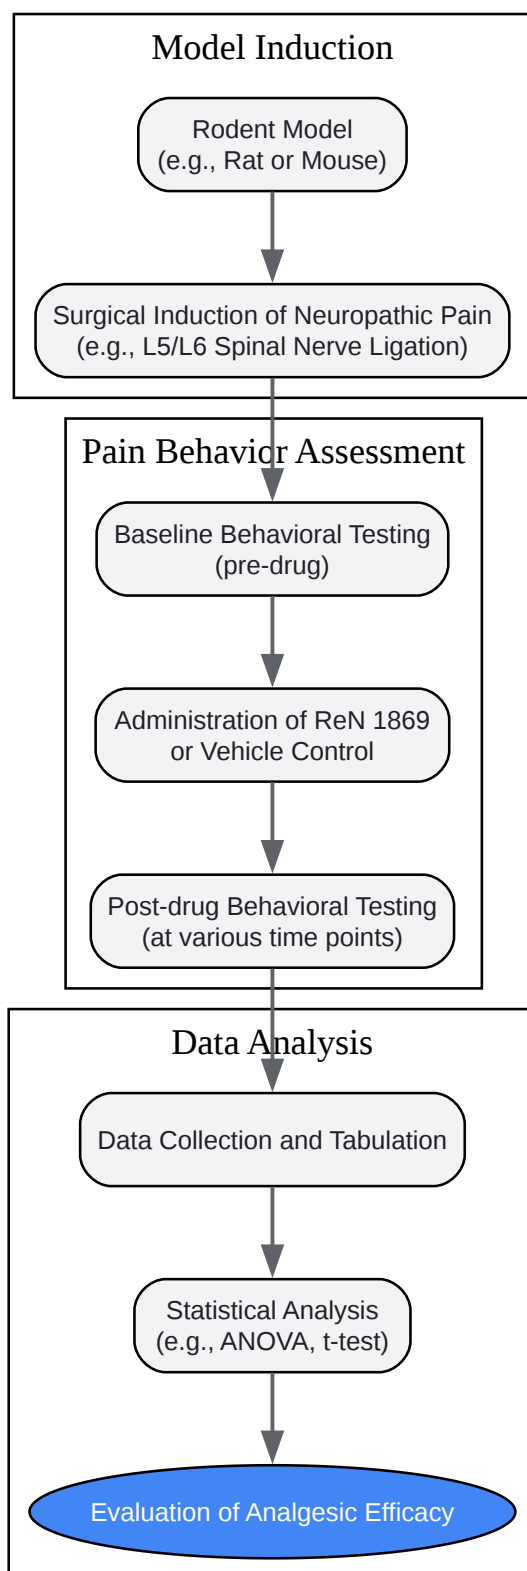 Model Induction
Rodent Model
(e.g., Rat or Mouse)
Surgical Induction of Neuropathic Pain
(e.g., L5/L6 Spinal Nerve Ligation)
Pain Behavior Assessment
Baseline Behavioral Testing
(pre-drug)
Administration of ReN 1869
or Vehicle Control
Post-drug Behavioral Testing
(at various time points)
Data Analysis
Data Collection and Tabulation
Statistical Analysis
(e.g., ANOVA, t-test)
Evaluation of Analgesic Efficacy